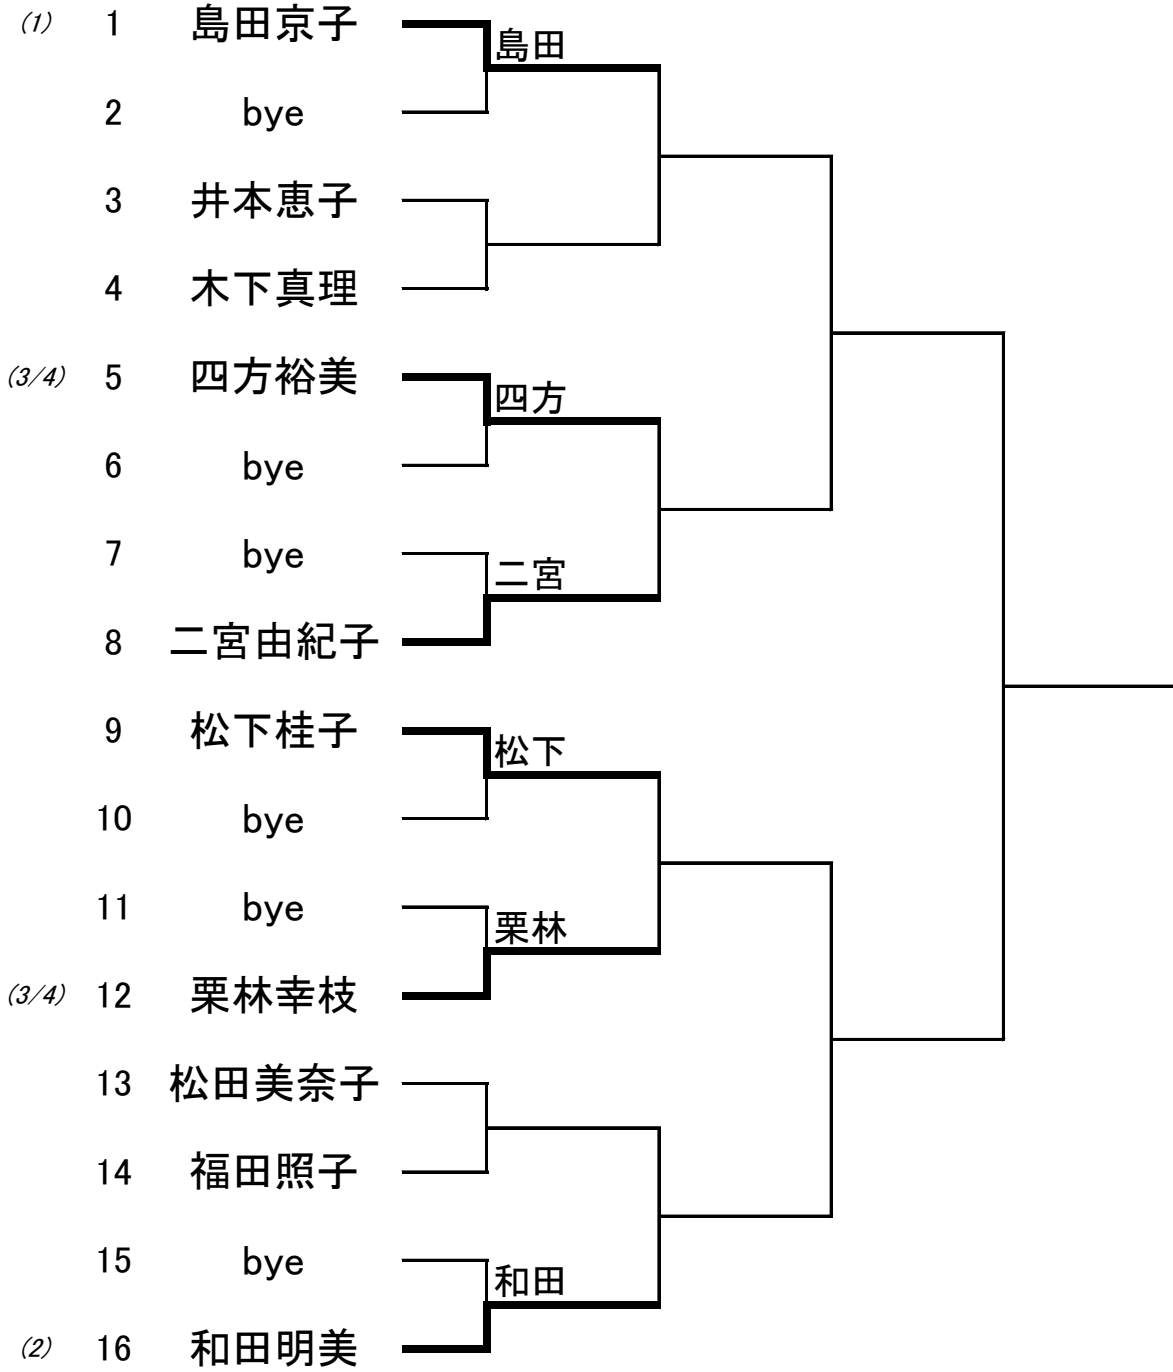 (1) 1 島田京子
島田
2 bye
3 井本恵子
4 木下真理
(3/4) 5 四方裕美
四方
6 bye
7 bye
二宮
8 二宮由紀子
9 松下桂子
松下
10 bye
11 bye
栗林
(3/4) 12 栗林幸枝
13 松田美奈子
14 福田照子
15 bye
和田
(2) 16 和田明美